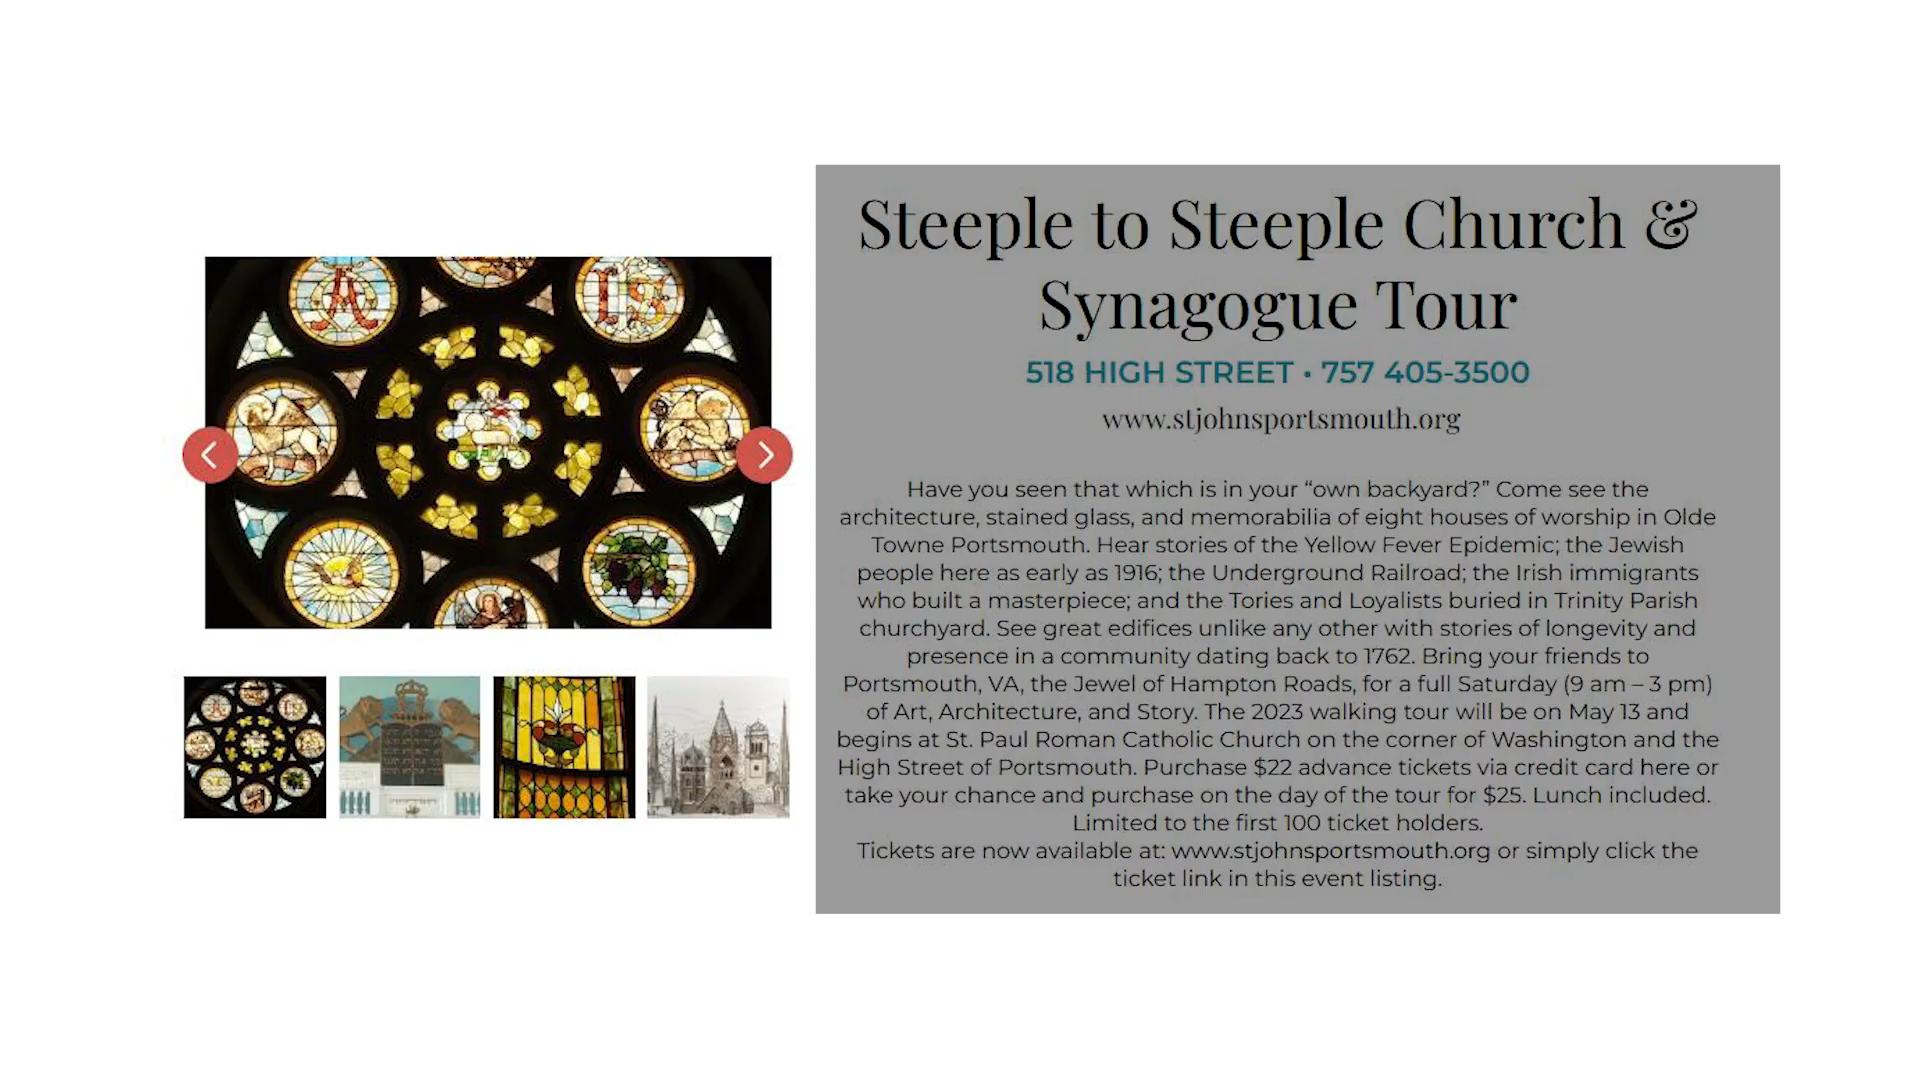 Steeple to Steeple Church &
Synagogue Tour
518 HIGH STREET • 757 405-3500
www.stjohnsportsmouth.org
Have you seen that which is in your “own backyard?” Come see the
architecture, stained glass, and memorabilia of eight houses of worship in Olde
Towne Portsmouth. Hear stories of the Yellow Fever Epidemic; the Jewish
people here as early as 1916; the Underground Railroad; the Irish immigrants
who built a masterpiece; and the Tories and Loyalists buried in Trinity Parish
churchyard. See great edifices unlike any other with stories of longevity and
presence in a community dating back to 1762. Bring your friends to
Portsmouth, VA, the Jewel of Hampton Roads, for a full Saturday (9 am – 3 pm)
of Art, Architecture, and Story. The 2023 walking tour will be on May 13 and
begins at St. Paul Roman Catholic Church on the corner of Washington and the
High Street of Portsmouth. Purchase $22 advance tickets via credit card here or
take your chance and purchase on the day of the tour for $25. Lunch included.
Limited to the first 100 ticket holders.
Tickets are now available at: www.stjohnsportsmouth.org or simply click the
ticket link in this event listing.